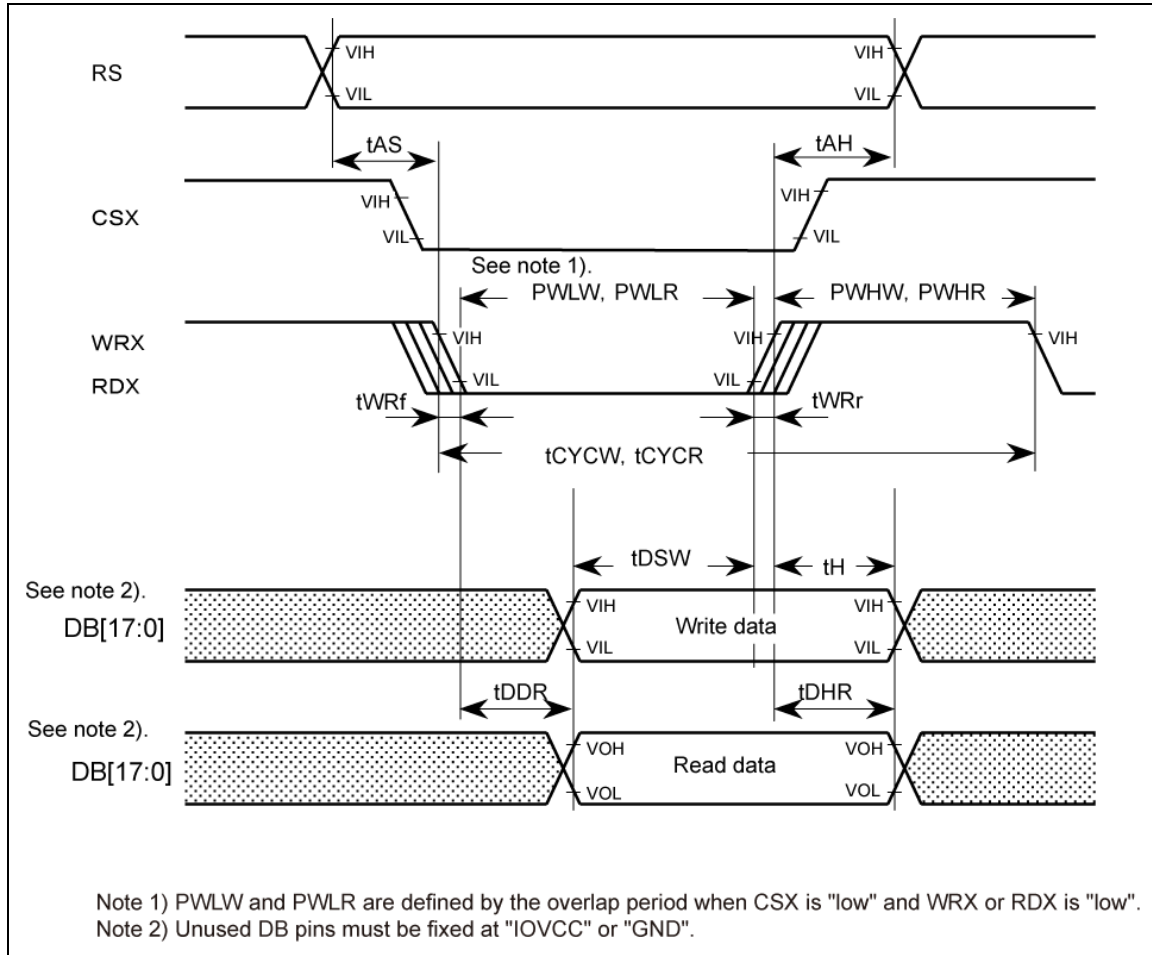 RS
VIH
VIH
VIL
VIL
tAS
tAH
CSX
VIH
VIH
VIL
VIL
See note 1).
PWLW, PWLR
PWHW, PWHR
WRX
VIH
VIH
VIH
RDX
VIL
VIL
tWRf
tWRr
tCYCW, tCYCR
tDSW
tH
See note 2).
DB[17:0]
VIH
VIH
Write data
VIL
VIL
tDDR
tDHR
See note 2).
DB[17:0]
VOH
VOH
Read data
VOL
VOL
Note 1) PWLW and PWLR are defined by the overlap period when CSX is "low" and WRX or RDX is "low".
Note 2) Unused DB pins must be fixed at "IOVCC" or "GND".